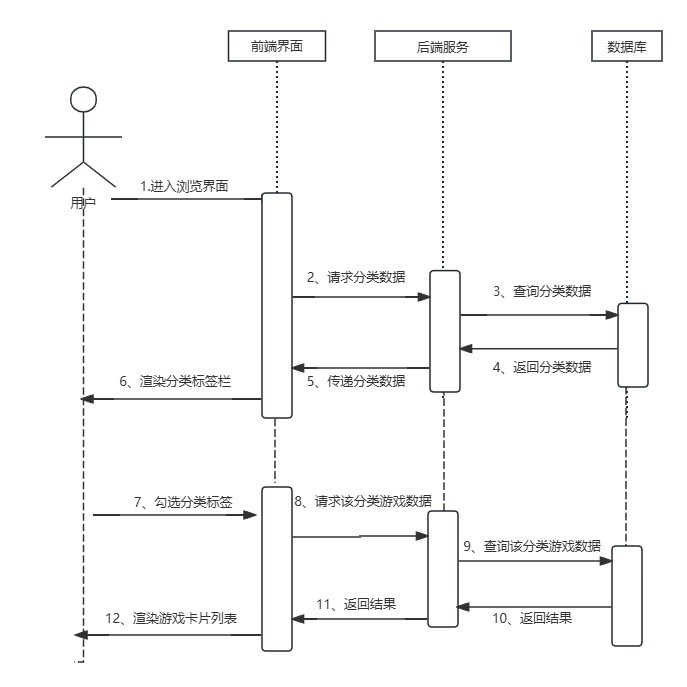 前端界面
后端服务
数据库
用户
1.进入浏览界面
2、请求分类数据
3、查询分类数据
4、返回分类数据
5、传递分类数据
6、渲染分类标签栏
7、勾选分类标签
8、请求该分类游戏数据
9、查询该分类游戏数据
10、返回结果
11、返回结果
12、渲染游戏卡片列表